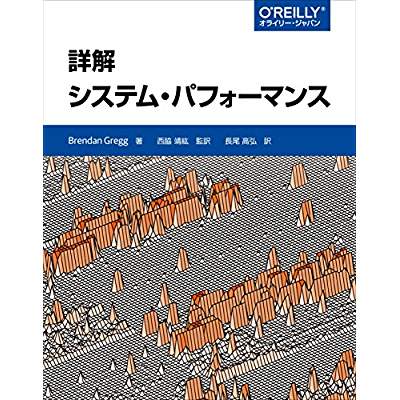 O'REILLY®
オライリー・ジャパン
詳解
システム・パフォーマンス
Brendan Gregg 著 西脇 靖紘 監訳 長尾 高弘 訳